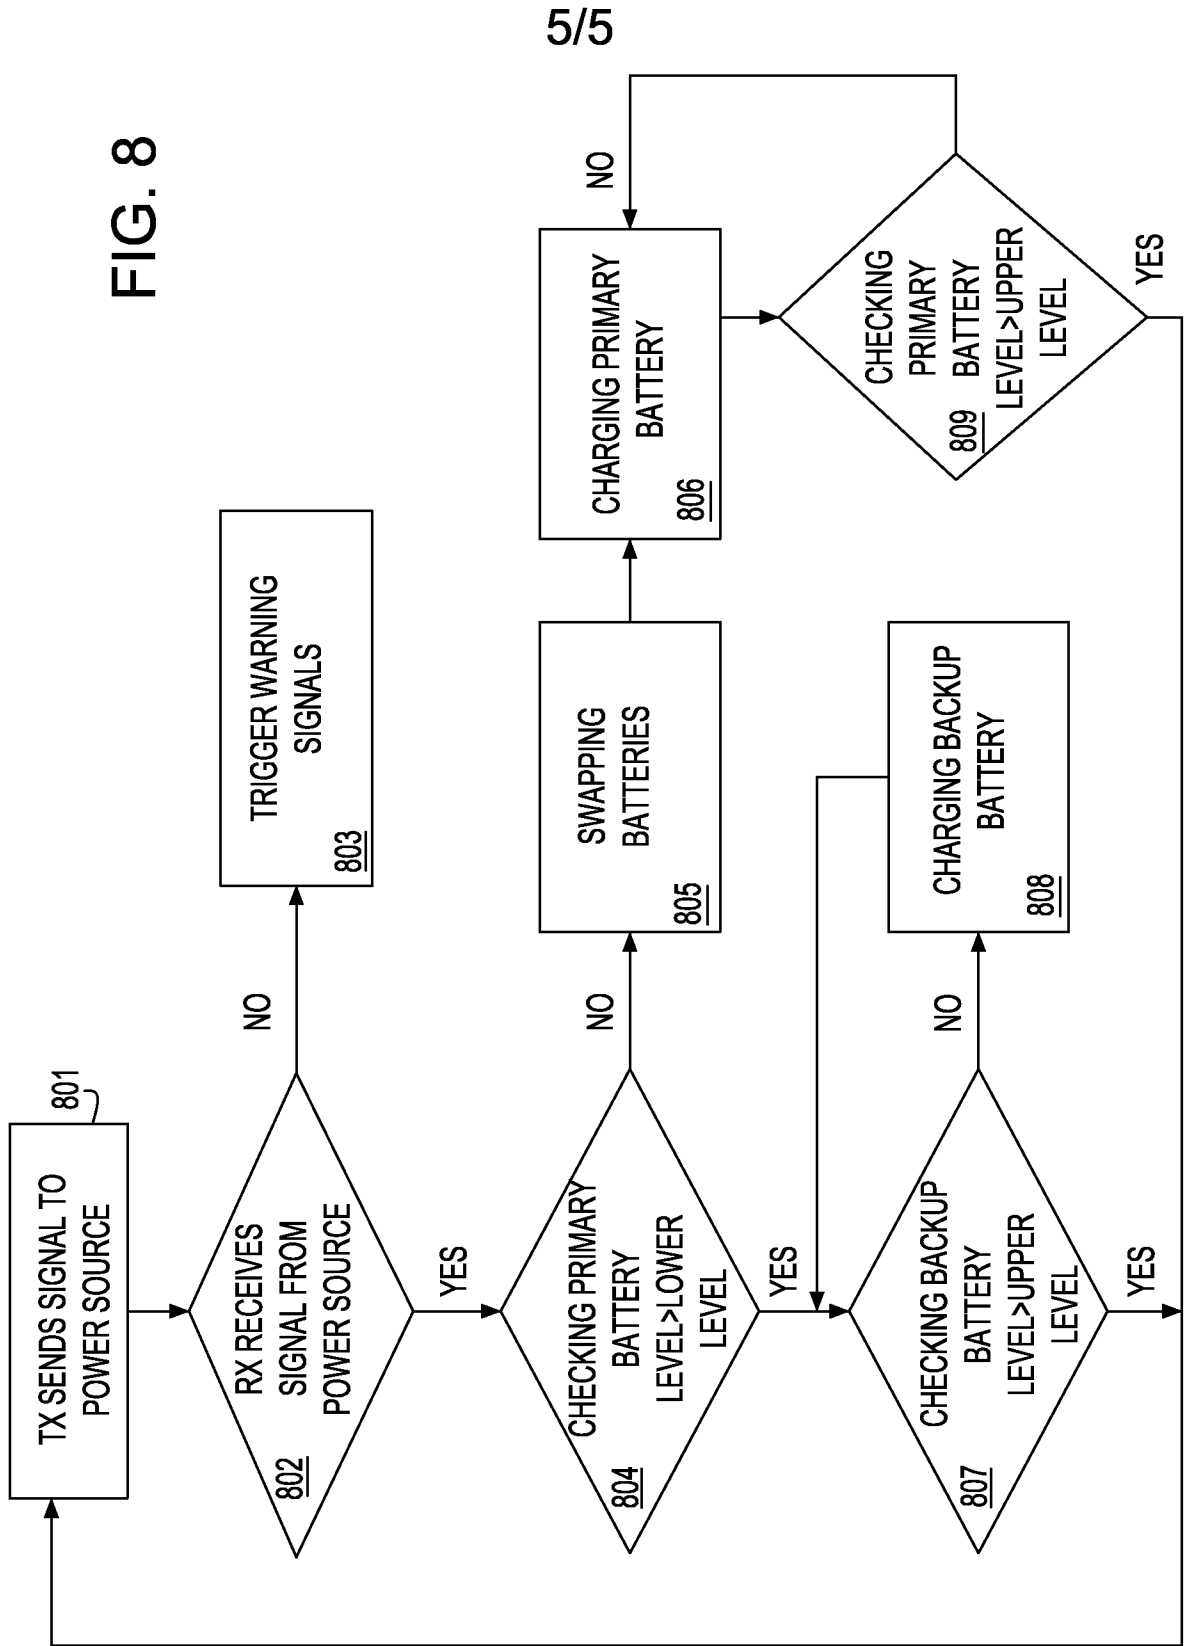 5/5
FIG. 8
TX SENDS SIGNAL TO
POWER SOURCE
801
RX RECEIVES
SIGNAL FROM
POWER SOURCE
802
NO
TRIGGER WARNING
SIGNALS
803
YES
CHECKING PRIMARY
BATTERY
LEVEL>LOWER
LEVEL
804
NO
SWAPPING
BATTERIES
805
CHARGING PRIMARY
BATTERY
806
NO
YES
CHECKING BACKUP
BATTERY
LEVEL>UPPER
LEVEL
807
NO
CHARGING BACKUP
BATTERY
808
CHECKING
PRIMARY
BATTERY
LEVEL>UPPER
LEVEL
809
YES
YES